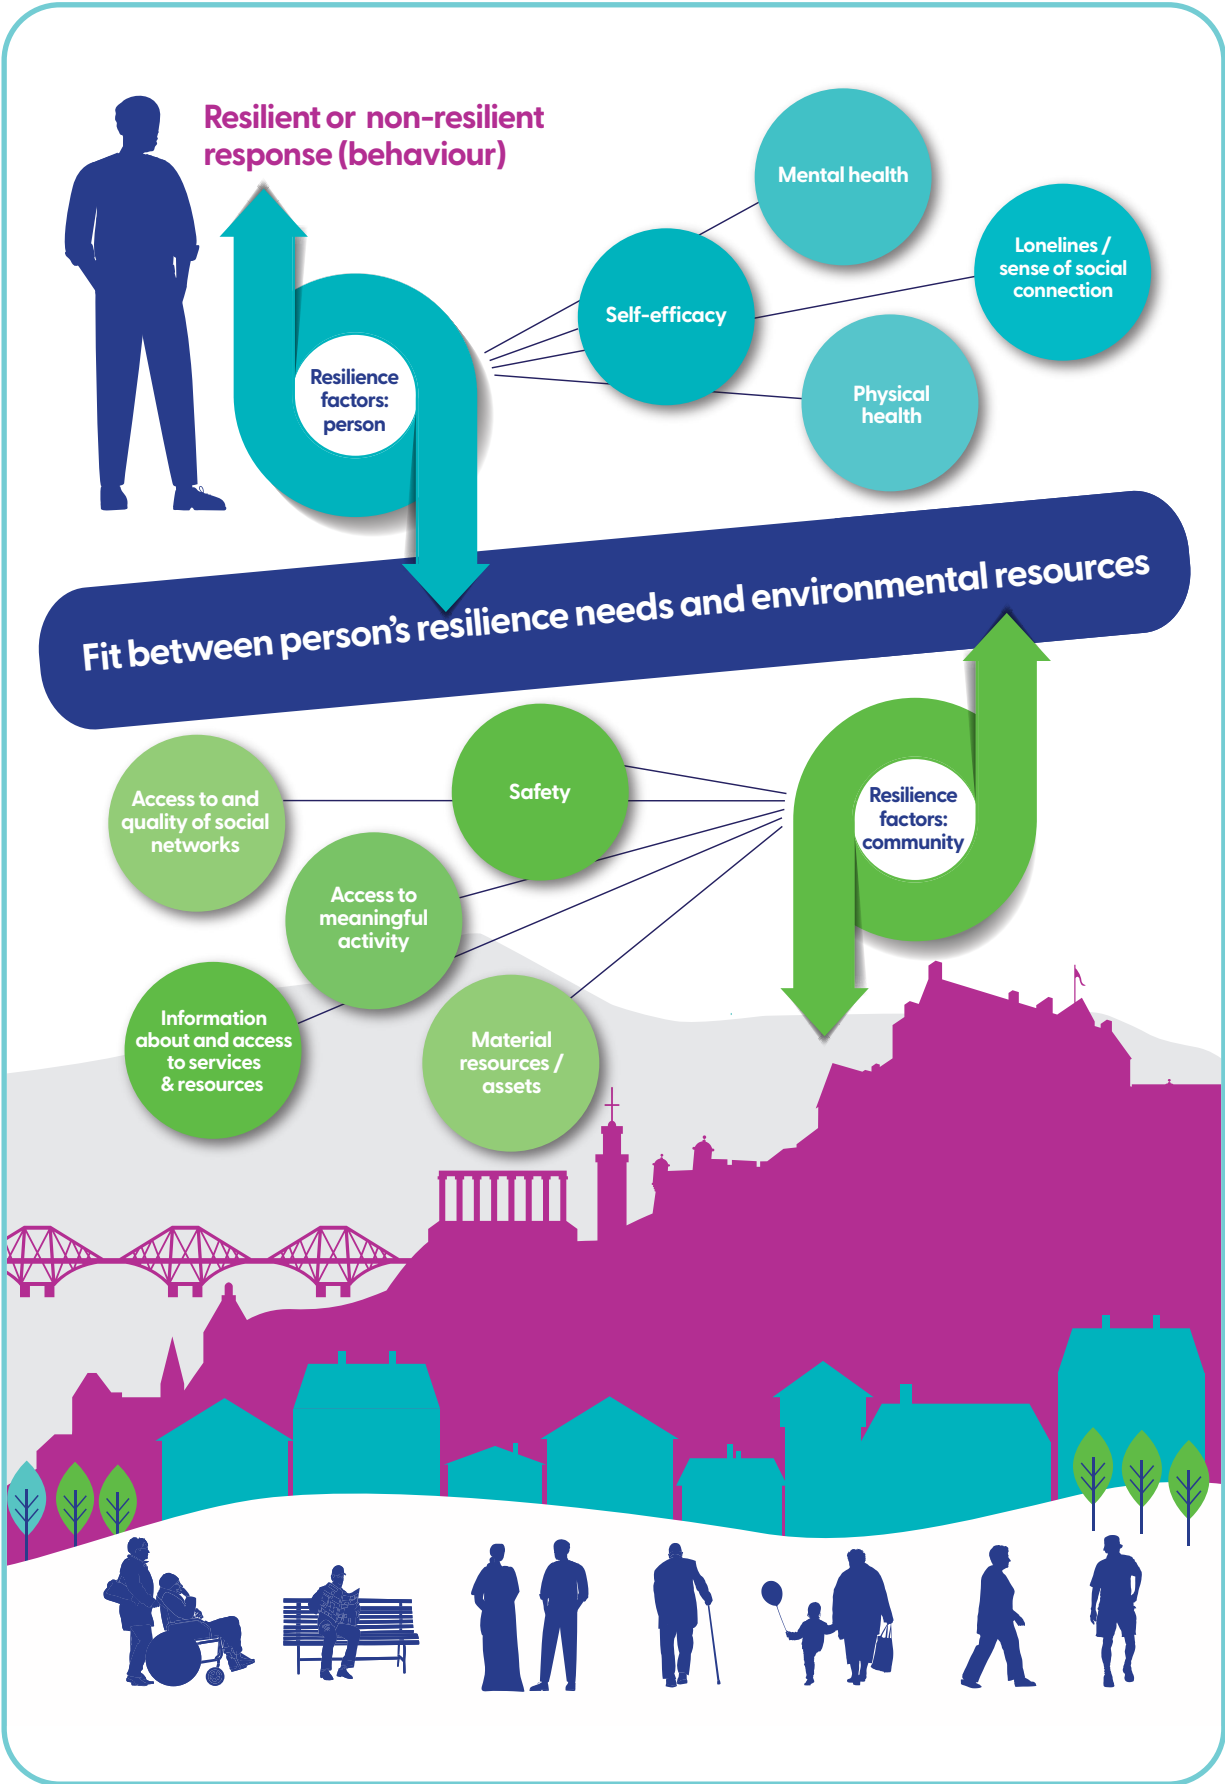 Resilient or non-resilient
response (behaviour)
Mental health
Lonelines /
sense of social
connection
Self-efficacy
Physical
health
Resilience
factors:
person
Fit between person's resilience needs and environmental resources
Safety
Access to and
quality of social
networks
Resilience
factors:
community
Access to
meaningful
activity
Information
about and access
to services
& resources
Material
resources /
assets